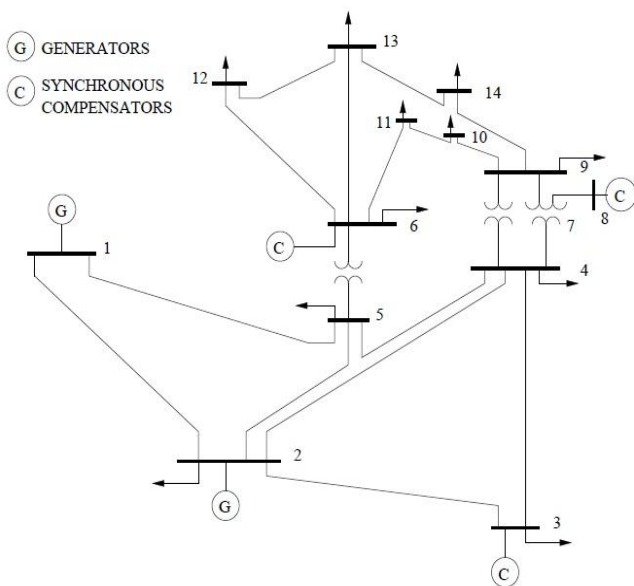 G GENERATORS
C SYNCHRONOUS
COMPENSATORS
13
12
14
11
10
9
G
C
7
8
1
C
6
4
5
2
G
3
C